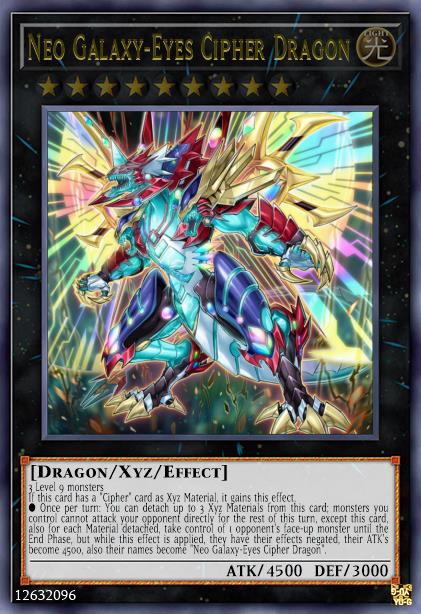 Neo Galaxy-Eyes Cipher Dragon
LIGHT
光
[Dragon/Xyz/Effect]
3 Level 9 monsters
If this card has a "Cipher" card as Xyz Material, it gains this effect.
● Once per turn: You can detach up to 3 Xyz Materials from this card; monsters you
control cannot attack your opponent directly for the rest of this turn, except this card,
also for each Material detached, take control of 1 opponent's face-up monster until the
End Phase, but while this effect is applied, they have their effects negated, their ATK's
become 4500, also their names become "Neo Galaxy-Eyes Cipher Dragon".
ATK/4500 DEF/3000
12632096